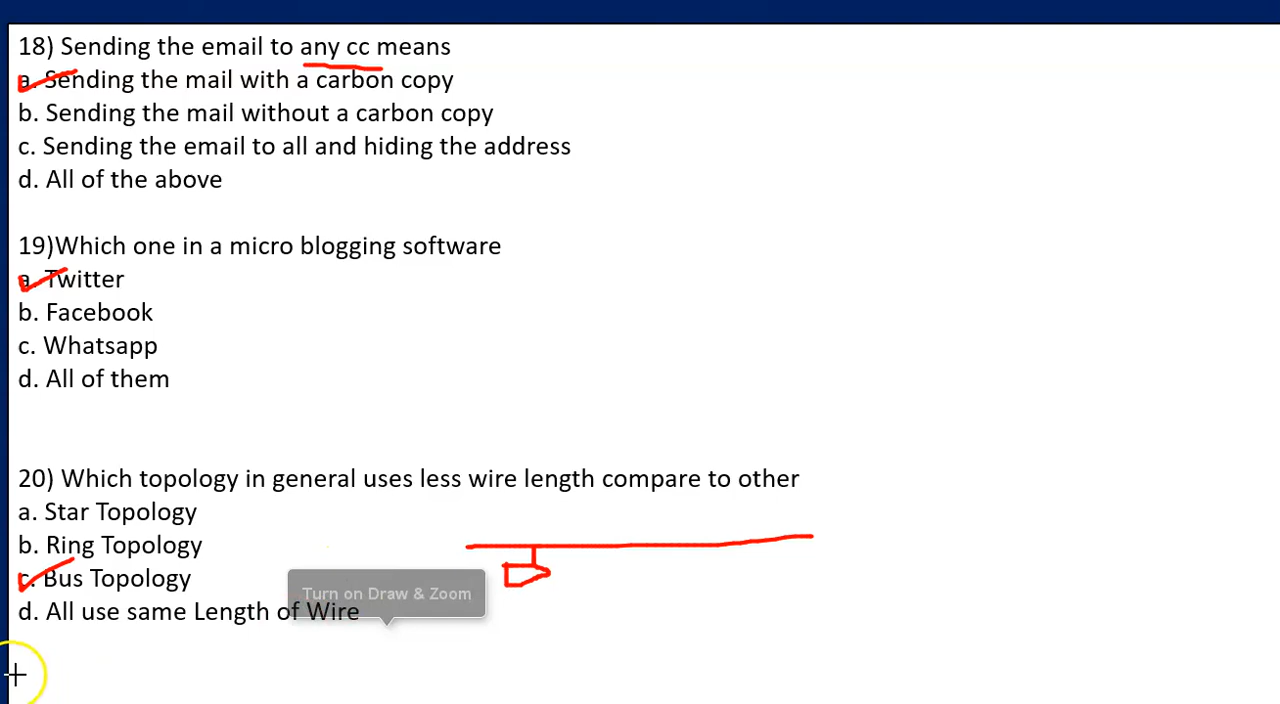 18) Sending the email to any cc means
a. Sending the mail with a carbon copy
b. Sending the mail without a carbon copy
c. Sending the email to all and hiding the address
d. All of the above
19)Which one in a micro blogging software
a. Twitter
b. Facebook
c. Whatsapp
d. All of them
20) Which topology in general uses less wire length compare to other
a. Star Topology
b. Ring Topology
c. Bus Topology
Turn on Draw & Zoom
d. All use same Length of Wire